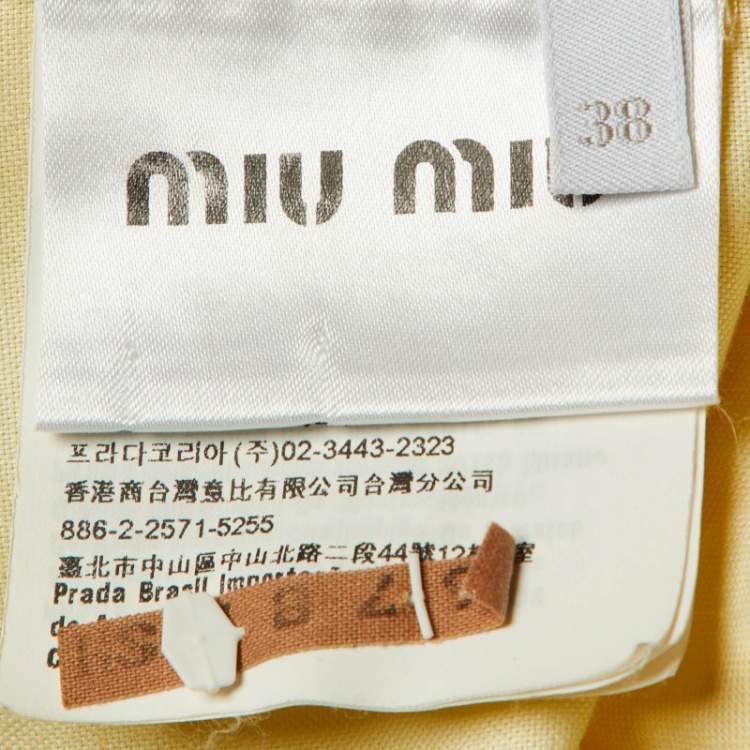 38
miu miu
프라다코리아(주)02-3443-2323
香港商台灣意比有限公司台灣分公司
886-2-2571-5255
臺北市中山區中山北路二段44號12樓 室
Prada Brasil